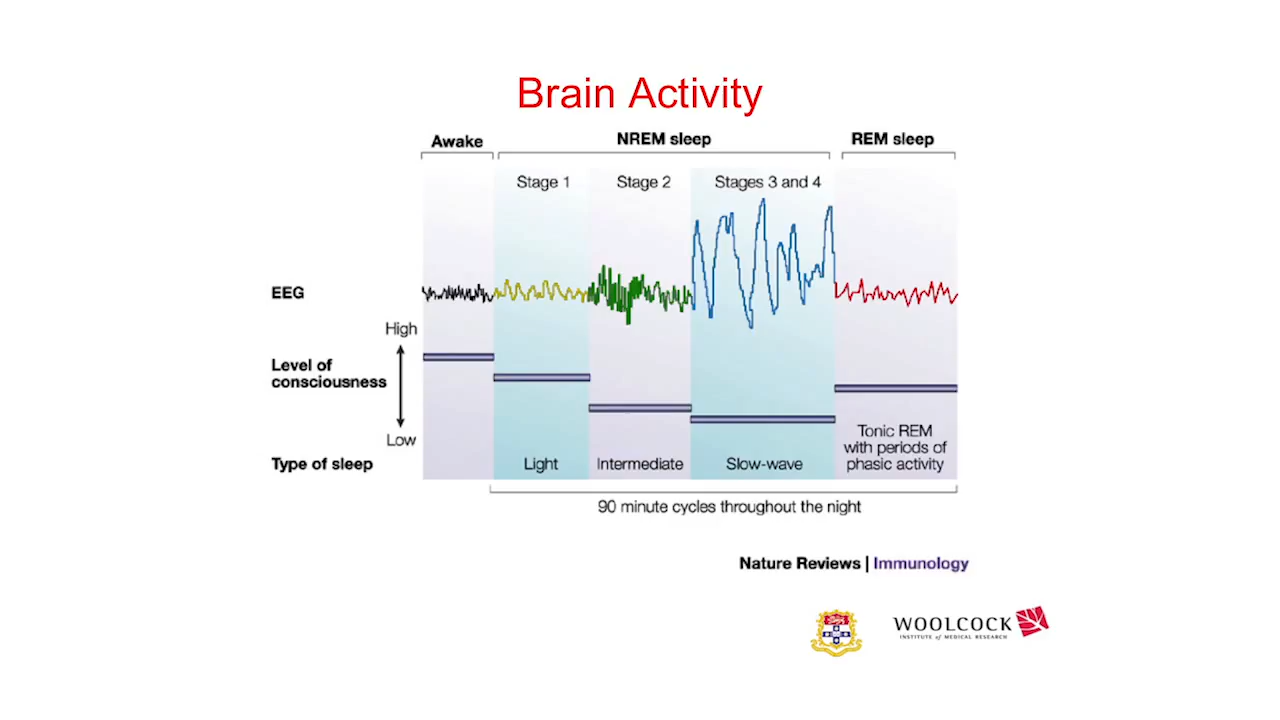 Brain Activity
Awake
NREM sleep
REM sleep
Stage 1
Stage 2
Stages 3 and 4
EEG
High
Level of
consciousness
Low
Type of sleep
Light
Intermediate
Slow-wave
Tonic REM
with periods of
phasic activity
90 minute cycles throughout the night
Nature Reviews | Immunology
WOOLCOCK
INSTITUTE of MEDICAL RESEARCH